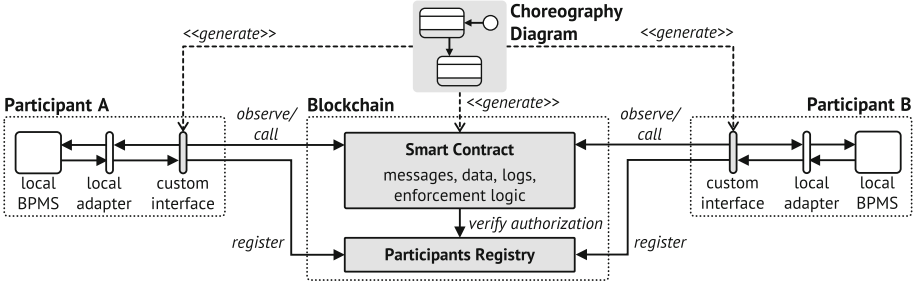 Choreography
Diagram
<<generate>>
<<generate>>
<<generate>>
Participant A
Blockchain
Participant B
observe/
call
observe/
call
Smart Contract
messages, data, logs,
enforcement logic
local
BPMS
local
adapter
custom
interface
custom
interface
local
adapter
local
BPMS
verify authorization
register
register
Participants Registry